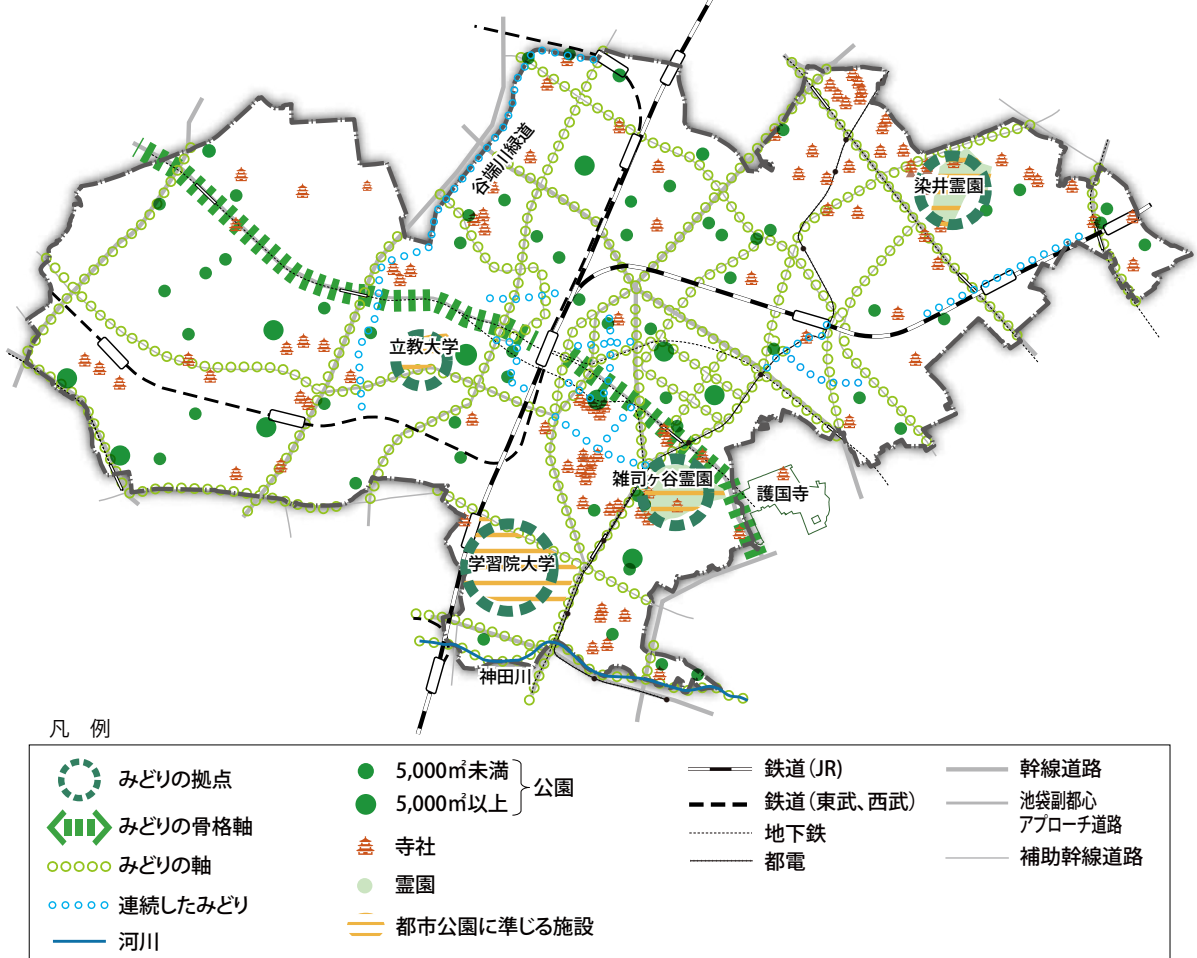 谷端川緑道
染井霊園
立教大学
雑司ヶ谷霊園
護国寺
学習院大学
神田川
凡 例
みどりの拠点
みどりの骨格軸
みどりの軸
連続したみどり
河川
5,000㎡未満
5,000㎡以上
公園
寺社
霊園
都市公園に準じる施設
鉄道(JR)
鉄道(東武、西武)
地下鉄
都電
幹線道路
池袋副都心
アプローチ道路
補助幹線道路